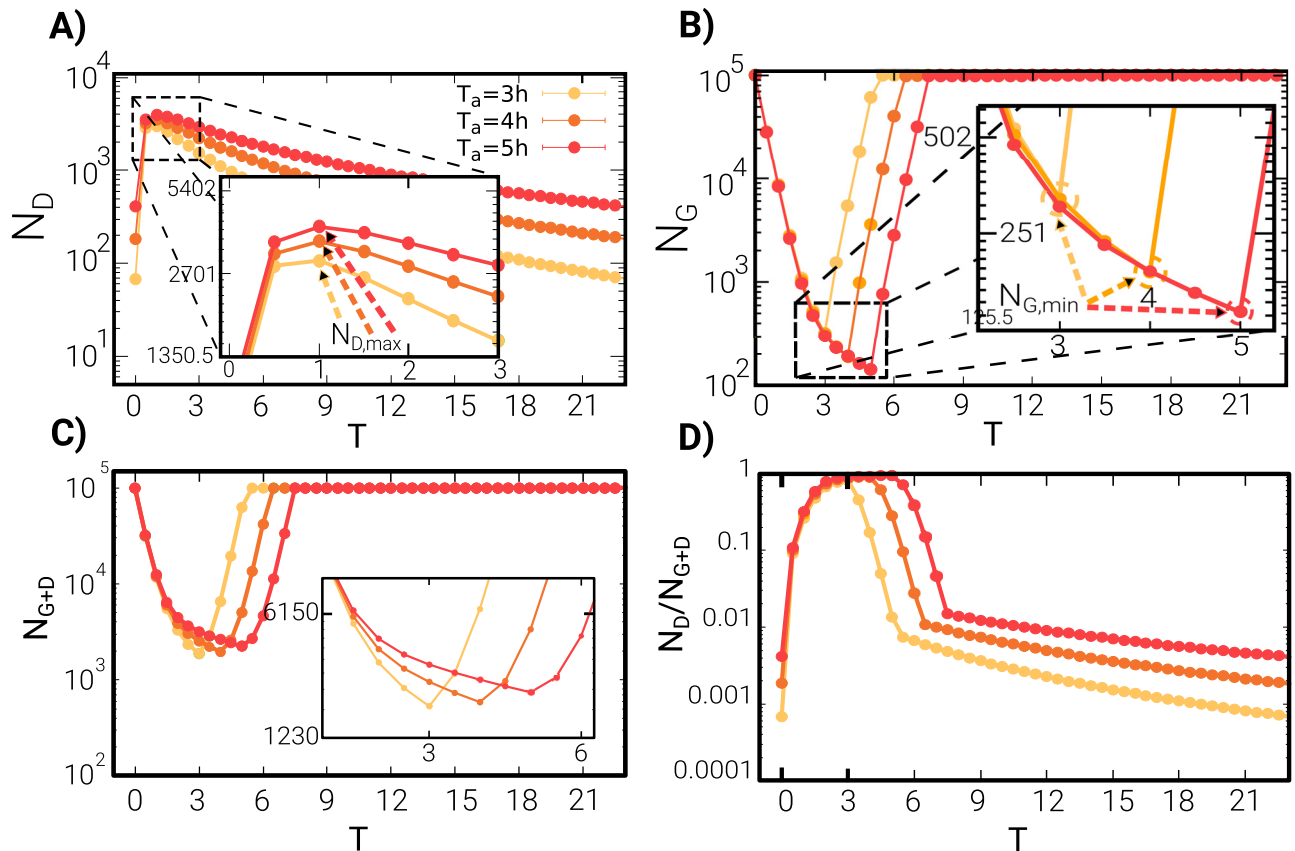 A)
N_D
10^4
10^3
10^2
10^1
T_a=3h
T_a=4h
T_a=5h
5402
2701
1350.5
0 1 2 3
N_D,max
0 3 6 9 12 15 18 21
T
B)
N_G
10^5
10^4
10^3
10^2
502
251
125.5
N_G,min
3 4 5
0 3 6 9 12 15 18 21
T
C)
N_G+D
10^5
10^4
10^3
10^2
6150
1230
3 6
0 3 6 9 12 15 18 21
T
D)
N_D/N_G+D
1
0.1
0.01
0.001
0.0001
0 3 6 9 12 15 18 21
T